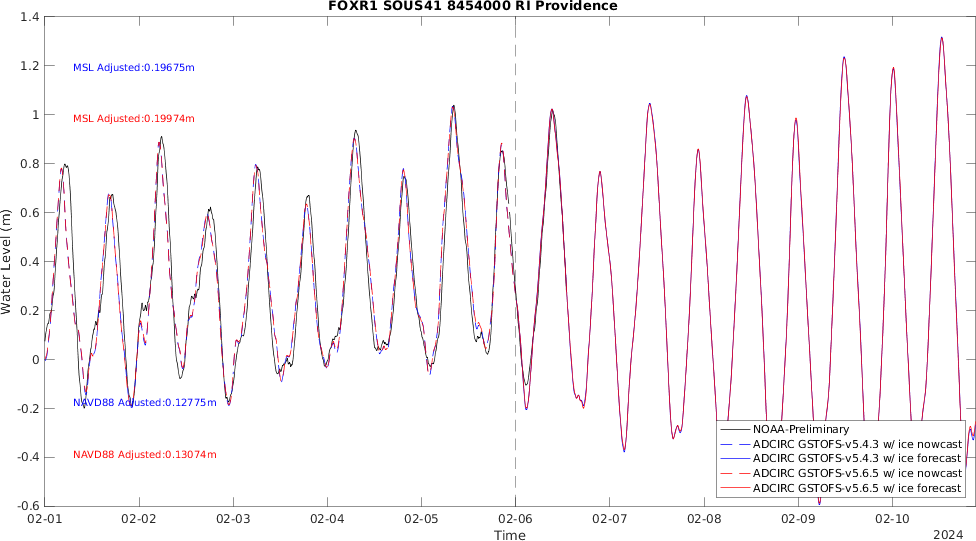 FOXR1 SOUS41 8454000 RI Providence
1.4
1.2
1
0.8
0.6
0.4
0.2
0
-0.2
-0.4
-0.6
Water Level (m)
MSL Adjusted:0.19675m
MSL Adjusted:0.19974m
NAVD88 Adjusted:0.12775m
NAVD88 Adjusted:0.13074m
NOAA-Preliminary
ADCIRC GSTOFS-v5.4.3 w/ ice nowcast
ADCIRC GSTOFS-v5.4.3 w/ ice forecast
ADCIRC GSTOFS-v5.6.5 w/ ice nowcast
ADCIRC GSTOFS-v5.6.5 w/ ice forecast
02-01 02-02 02-03 02-04 02-05 02-06 02-07 02-08 02-09 02-10
Time
2024